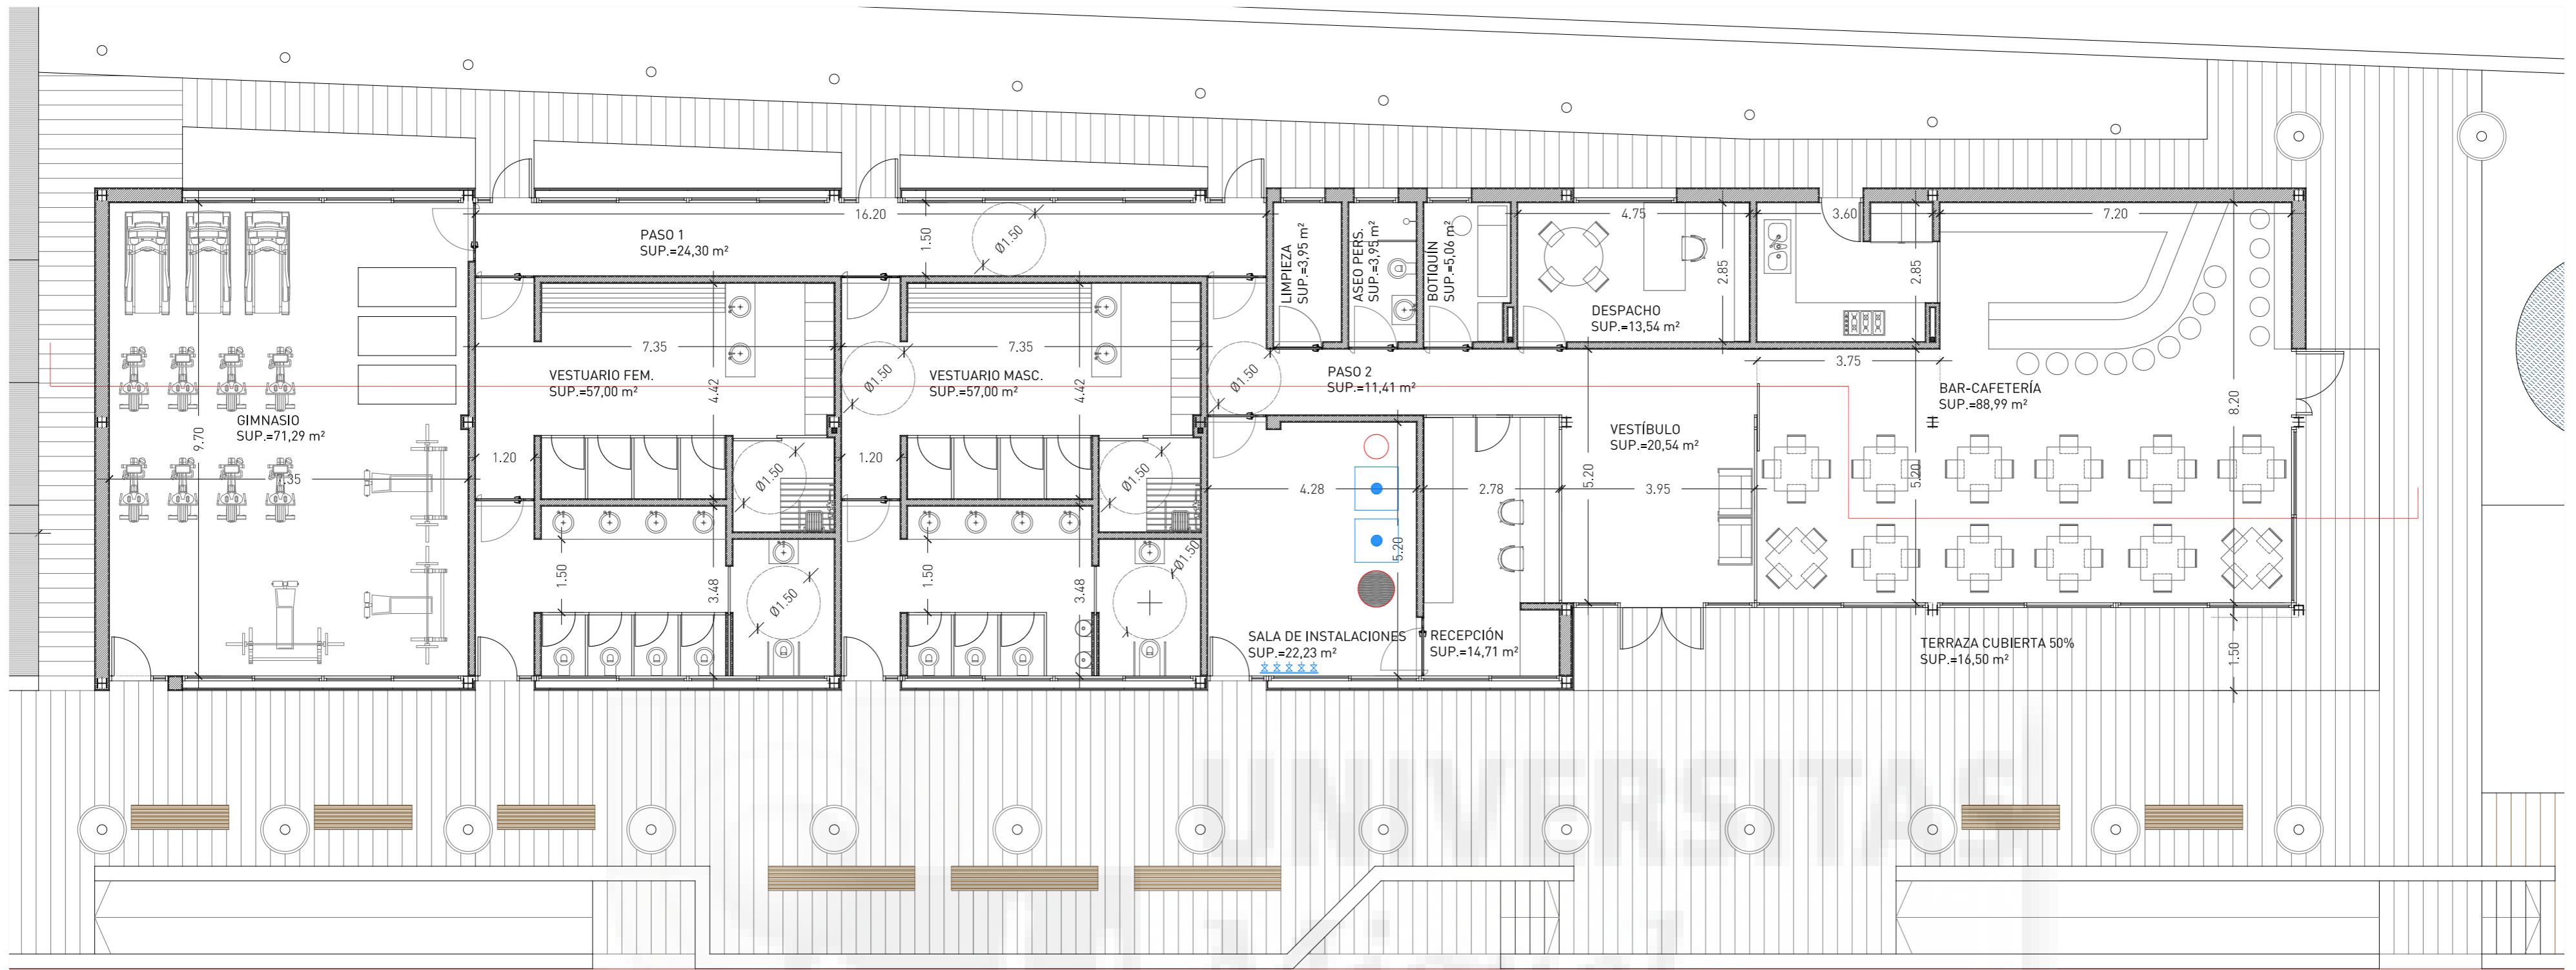 16.20
4.75
3.60
7.20
PASO 1
SUP.=24,30 m²
1.50
Ø1.50
LIMPIEZA
SUP.=3,95 m²
ASEO PERS.
SUP.=3,95 m²
BOTIQUÍN
SUP.=5,06 m²
2.85
2.85
DESPACHO
SUP.=13,54 m²
7.35
7.35
3.75
VESTUARIO FEM.
SUP.=57,00 m²
4.42
Ø1.50
VESTUARIO MASC.
SUP.=57,00 m²
4.42
Ø1.50
PASO 2
SUP.=11,41 m²
BAR-CAFETERÍA
SUP.=88,99 m²
8.20
GIMNASIO
SUP.=71,29 m²
9.70
7.35
1.20
Ø1.50
1.20
Ø1.50
4.28
2.78
VESTÍBULO
SUP.=20,54 m²
5.20
3.95
5.20
1.50
3.48
Ø1.50
1.50
3.48
Ø1.50
5.20
SALA DE INSTALACIONES
SUP.=22,23 m²
RECEPCIÓN
SUP.=14,71 m²
TERRAZA CUBIERTA 50%
SUP.=16,50 m²
1.50
UNIVERSITAS